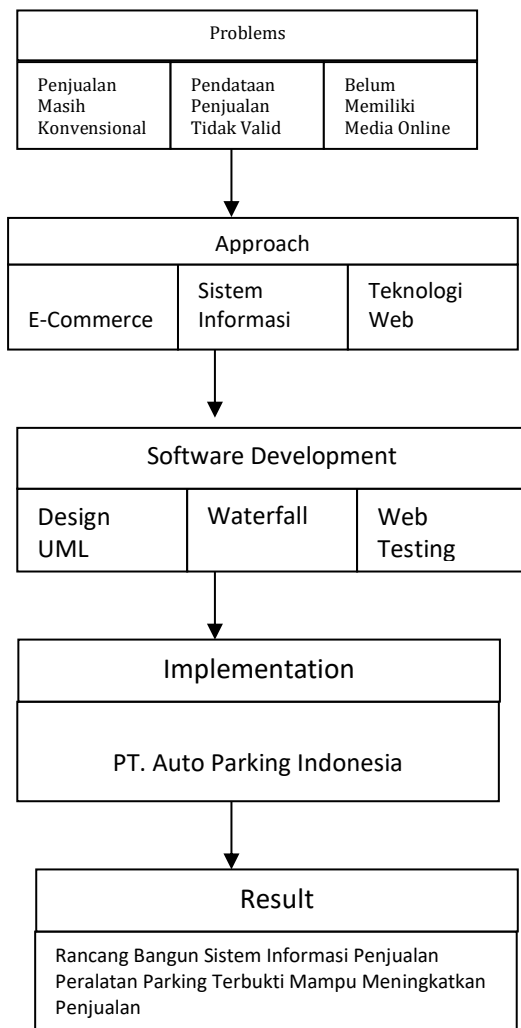 Problems
Penjualan
Masih
Konvensional
Pendataan
Penjualan
Tidak Valid
Belum
Memiliki
Media Online
Approach
E-Commerce
Sistem
Informasi
Teknologi
Web
Software Development
Design
UML
Waterfall
Web
Testing
Implementation
PT. Auto Parking Indonesia
Result
Rancang Bangun Sistem Informasi Penjualan
Peralatan Parking Terbukti Mampu Meningkatkan
Penjualan